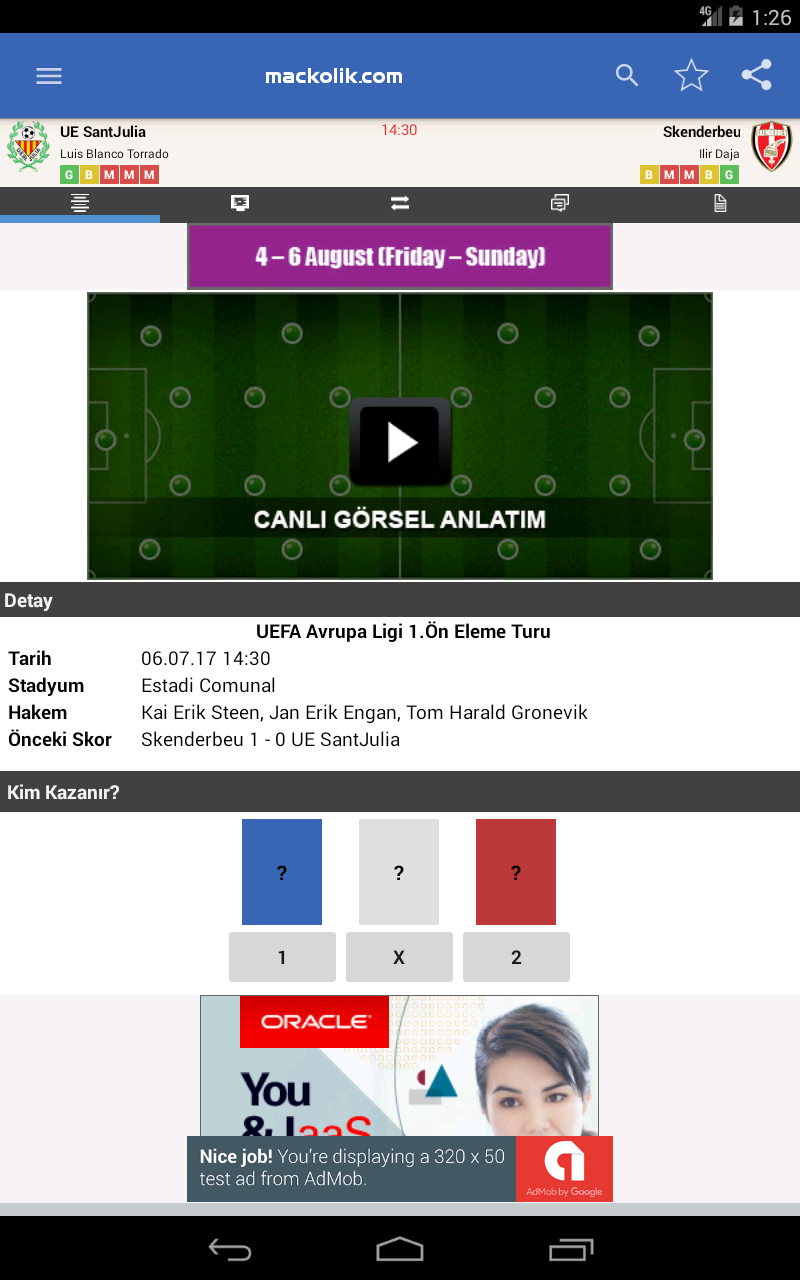 4G 1:26
mackolik.com
UE SantJulia 14:30 Skenderbeu
Luis Blanco Torrado Ilir Daja
G B M M M B M M B G
4 – 6 August (Friday – Sunday)
CANLI GÖRSEL ANLATIM
Detay
UEFA Avrupa Ligi 1.Ön Eleme Turu
Tarih 06.07.17 14:30
Stadyum Estadi Comunal
Hakem Kai Erik Steen, Jan Erik Engan, Tom Harald Gronevik
Önceki Skor Skenderbeu 1 - 0 UE SantJulia
Kim Kazanır?
? ? ?
1 X 2
ORACLE
You
& IaaS
Nice job! You're displaying a 320 x 50
test ad from AdMob.
AdMob by Google